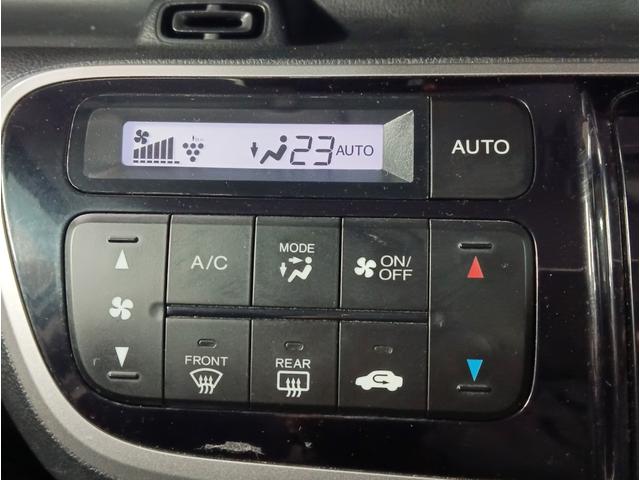 23 AUTO
AUTO
A/C
MODE
ON/
OFF
FRONT
REAR